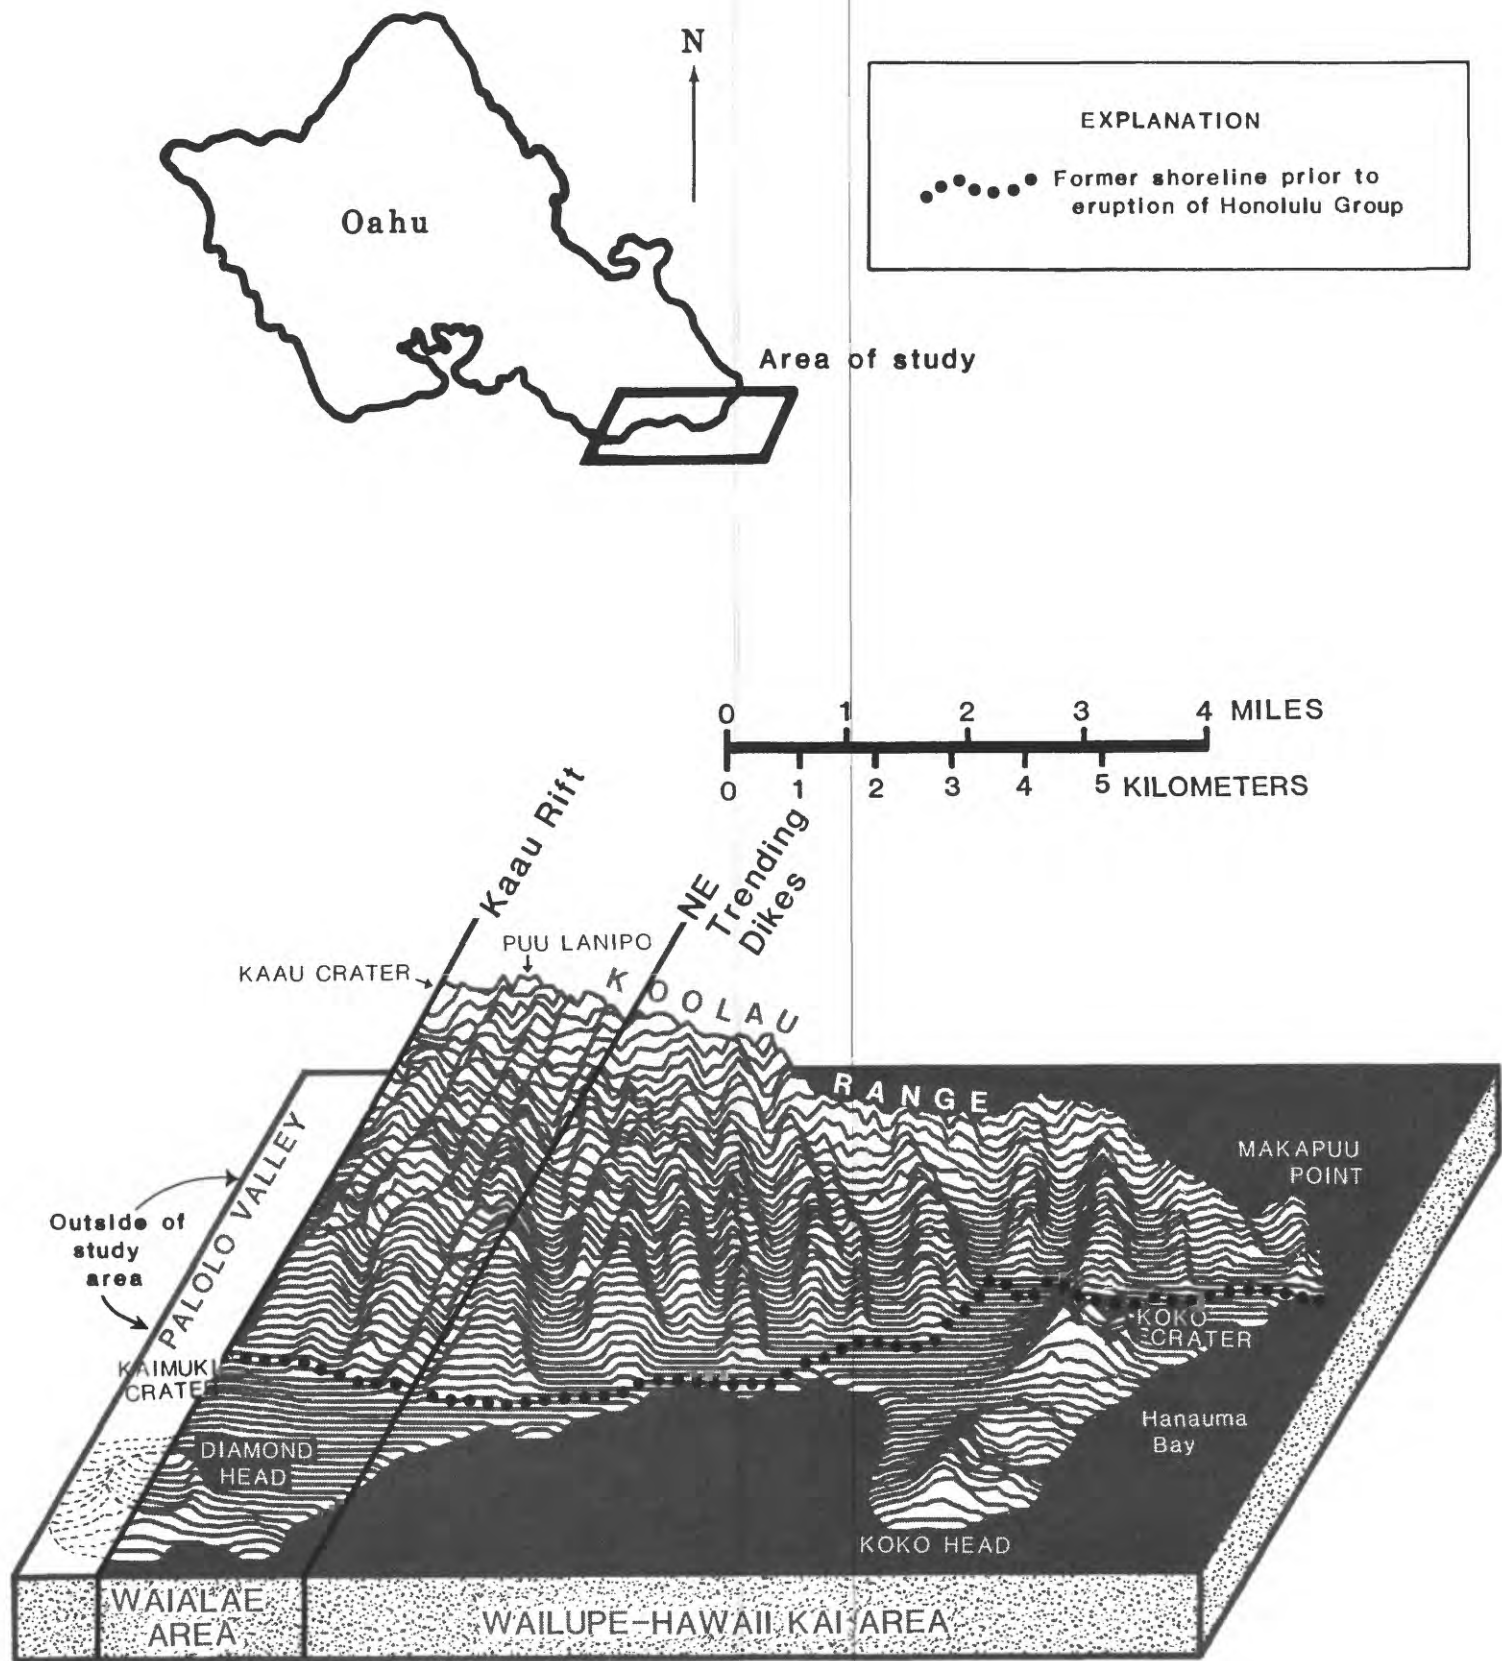 N
EXPLANATION
Former shoreline prior to
eruption of Honolulu Group
Oahu
Area of study
0 1 2 3 4 MILES
0 1 2 3 4 5 KILOMETERS
Kaau Rift
NE
Trending
Dikes
PUU LANIPO
KAAU CRATER
KOOLAU
RANGE
MAKAPUU
POINT
PALOLO VALLEY
Outside of
study
area
KAIMUKI
CRATER
KOKO
CRATER
DIAMOND
HEAD
Hanauma
Bay
KOKO HEAD
WAIALAE
AREA
WAILUPE-HAWAII KAI AREA